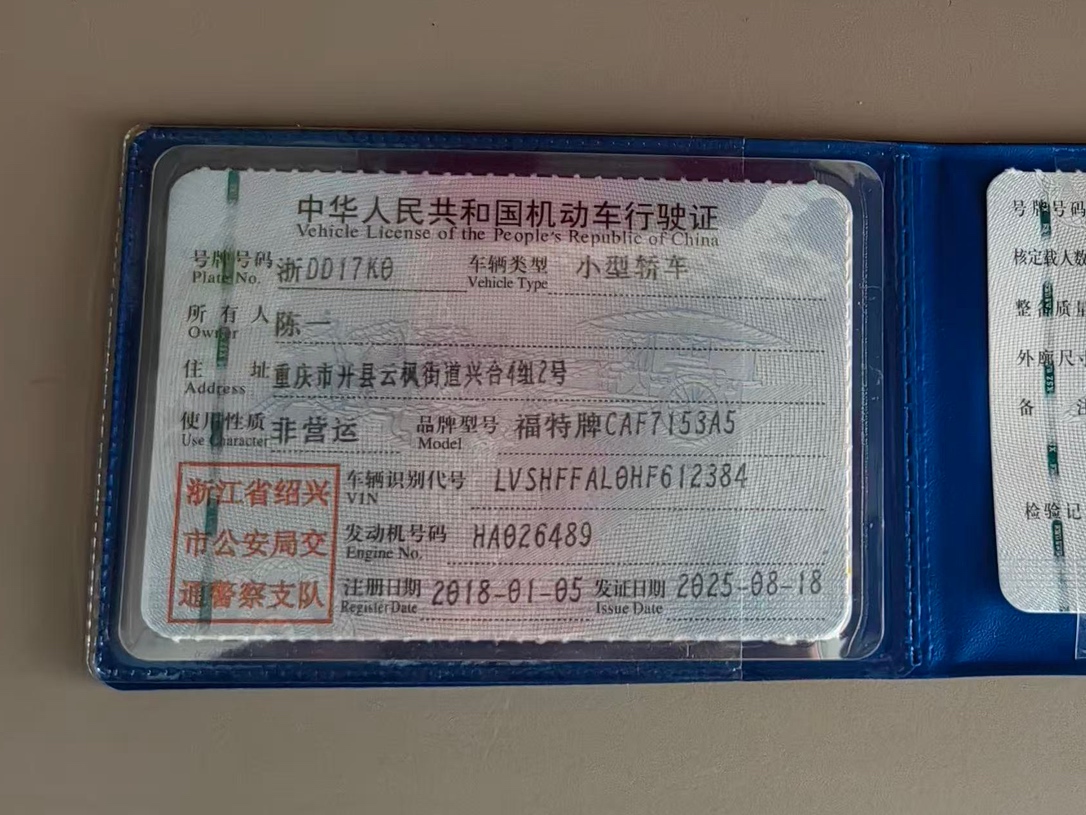 中华人民共和国机动车行驶证
Vehicle License of the People's Republic of China
号牌号码 浙DD17K0 车辆类型 小型轿车
Plate No. Vehicle Type
所有人 陈一
Owner
住址 重庆市开县云枫街道兴合4组2号
Address
使用性质 非营运 品牌型号 福特牌CAF7153A5
Use Character Model
浙江省绍兴
市公安局交
通警察支队
车辆识别代号 LVSHFFAL0HF612384
VIN
发动机号码 HA026489
Engine No.
注册日期 2018-01-05 发证日期 2025-08-18
Register Date Issue Date
号牌号码
核定载人数
整备质量
外廓尺寸
备
检验记